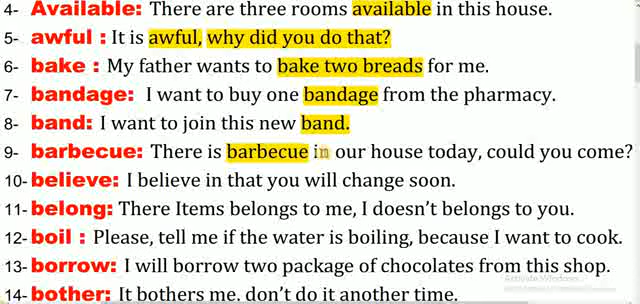 4- Available: There are three rooms available in this house.
5- awful : It is awful, why did you do that?
6- bake : My father wants to bake two breads for me.
7- bandage: I want to buy one bandage from the pharmacy.
8- band: I want to join this new band.
9- barbecue: There is barbecue in our house today, could you come?
10- believe: I believe in that you will change soon.
11- belong: There Items belongs to me, I doesn't belongs to you.
12- boil : Please, tell me if the water is boiling, because I want to cook.
13- borrow: I will borrow two package of chocolates from this shop.
Activate Windows
14- bother: It bothers me, don't do it another time.